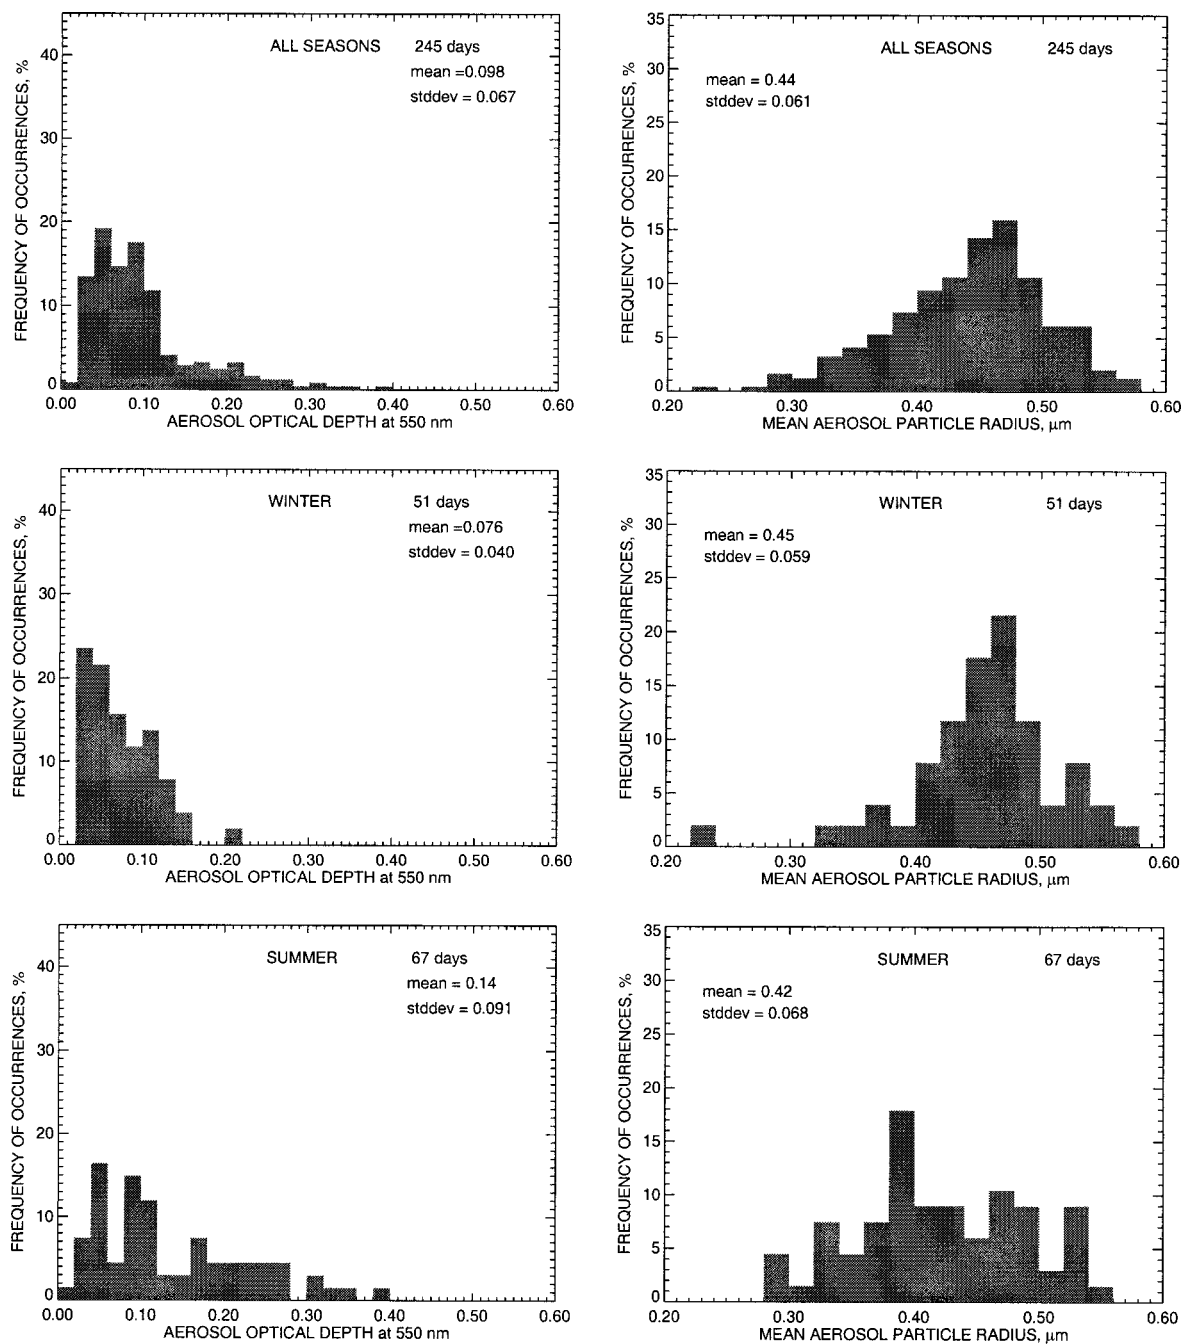 ALL SEASONS 245 days
mean =0.098
stddev = 0.067
FREQUENCY OF OCCURRENCES, %
40
30
20
10
0
0.00 0.10 0.20 0.30 0.40 0.50 0.60
AEROSOL OPTICAL DEPTH at 550 nm
ALL SEASONS 245 days
mean = 0.44
stddev = 0.061
FREQUENCY OF OCCURRENCES, %
35
30
25
20
15
10
5
0
0.20 0.30 0.40 0.50 0.60
MEAN AEROSOL PARTICLE RADIUS, μm
WINTER 51 days
mean =0.076
stddev = 0.040
FREQUENCY OF OCCURRENCES, %
40
30
20
10
0
0.00 0.10 0.20 0.30 0.40 0.50 0.60
AEROSOL OPTICAL DEPTH at 550 nm
WINTER 51 days
mean = 0.45
stddev = 0.059
FREQUENCY OF OCCURRENCES, %
35
30
25
20
15
10
5
0
0.20 0.30 0.40 0.50 0.60
MEAN AEROSOL PARTICLE RADIUS, μm
SUMMER 67 days
mean = 0.14
stddev = 0.091
FREQUENCY OF OCCURRENCES, %
40
30
20
10
0
0.00 0.10 0.20 0.30 0.40 0.50 0.60
AEROSOL OPTICAL DEPTH at 550 nm
SUMMER 67 days
mean = 0.42
stddev = 0.068
FREQUENCY OF OCCURRENCES, %
35
30
25
20
15
10
5
0
0.20 0.30 0.40 0.50 0.60
MEAN AEROSOL PARTICLE RADIUS, μm